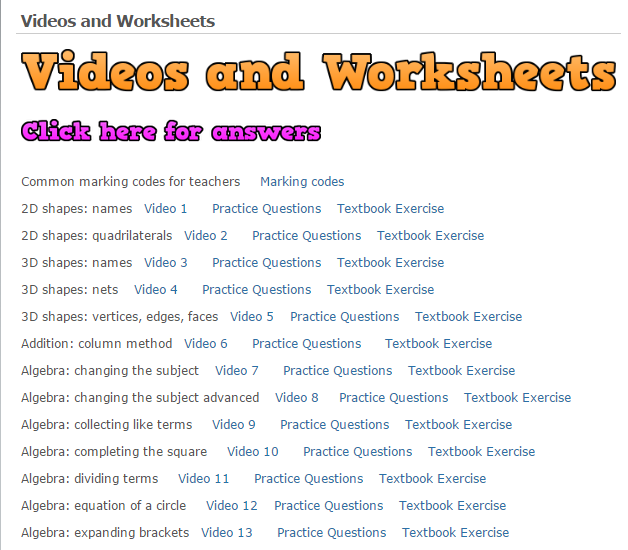 Videos and Worksheets
Videos and Worksheets
Click here for answers
Common marking codes for teachers Marking codes
2D shapes: names Video 1 Practice Questions Textbook Exercise
2D shapes: quadrilaterals Video 2 Practice Questions Textbook Exercise
3D shapes: names Video 3 Practice Questions Textbook Exercise
3D shapes: nets Video 4 Practice Questions Textbook Exercise
3D shapes: vertices, edges, faces Video 5 Practice Questions Textbook Exercise
Addition: column method Video 6 Practice Questions Textbook Exercise
Algebra: changing the subject Video 7 Practice Questions Textbook Exercise
Algebra: changing the subject advanced Video 8 Practice Questions Textbook Exercise
Algebra: collecting like terms Video 9 Practice Questions Textbook Exercise
Algebra: completing the square Video 10 Practice Questions Textbook Exercise
Algebra: dividing terms Video 11 Practice Questions Textbook Exercise
Algebra: equation of a circle Video 12 Practice Questions Textbook Exercise
Algebra: expanding brackets Video 13 Practice Questions Textbook Exercise